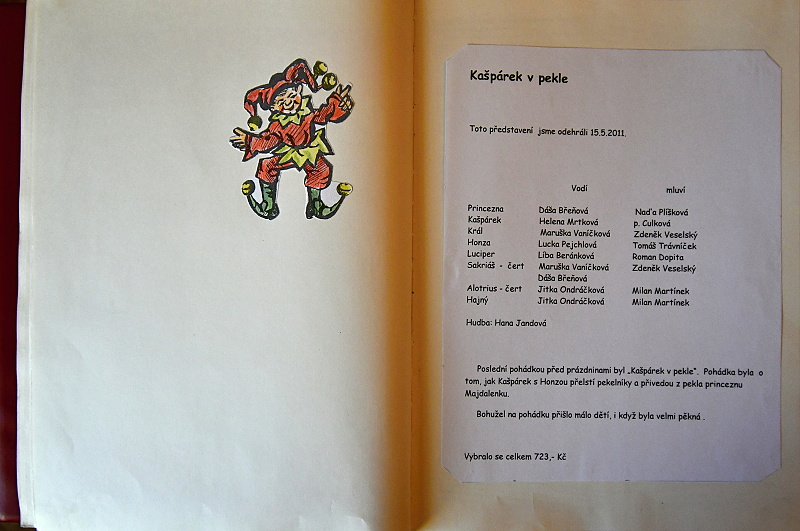 Kašpárek v pekle
Toto představení jsme odehráli 15.5.2011.
Vodí mluví
Princezna Dáša Břeňová Naďa Plíšková
Kašpárek Helena Mrtková p. Culková
Král Maruška Vaníčková Zdeněk Veselský
Honza Lucka Pejchlová Tomáš Trávníček
Luciper Líba Beránková Roman Dopita
Sakriáš - čert Maruška Vaníčková Zdeněk Veselský
Dáša Břeňová
Alotrius - čert Jitka Ondráčková Milan Martínek
Hajný Jitka Ondráčková Milan Martínek
Hudba: Hana Jandová
Poslední pohádkou před prázdninami byl „Kašpárek v pekle“. Pohádka byla o
tom, jak Kašpárek s Honzou přelstí pekelníky a přivedou z pekla princeznu
Majdalenku.
Bohužel na pohádku přišlo málo dětí, i když byla velmi pěkná .
Vybralo se celkem 723,- Kč